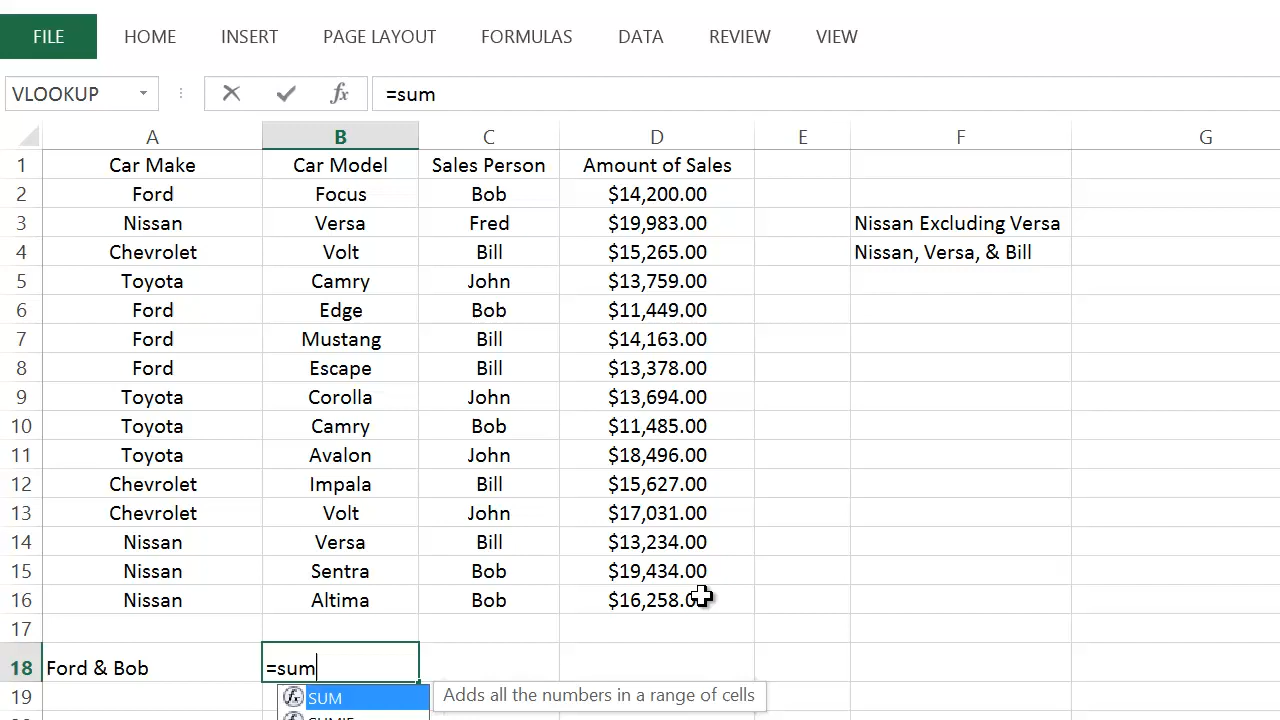 FILE HOME INSERT PAGE LAYOUT FORMULAS DATA REVIEW VIEW
VLOOKUP fx =sum
A B C D E F G
1 Car Make Car Model Sales Person Amount of Sales
2 Ford Focus Bob $14,200.00
3 Nissan Versa Fred $19,983.00 Nissan Excluding Versa
4 Chevrolet Volt Bill $15,265.00 Nissan, Versa, & Bill
5 Toyota Camry John $13,759.00
6 Ford Edge Bob $11,449.00
7 Ford Mustang Bill $14,163.00
8 Ford Escape Bill $13,378.00
9 Toyota Corolla John $13,694.00
10 Toyota Camry Bob $11,485.00
11 Toyota Avalon John $18,496.00
12 Chevrolet Impala Bill $15,627.00
13 Chevrolet Volt John $17,031.00
14 Nissan Versa Bill $13,234.00
15 Nissan Sentra Bob $19,434.00
16 Nissan Altima Bob $16,258.00
17
18 Ford & Bob =sum
19 fx SUM Adds all the numbers in a range of cells